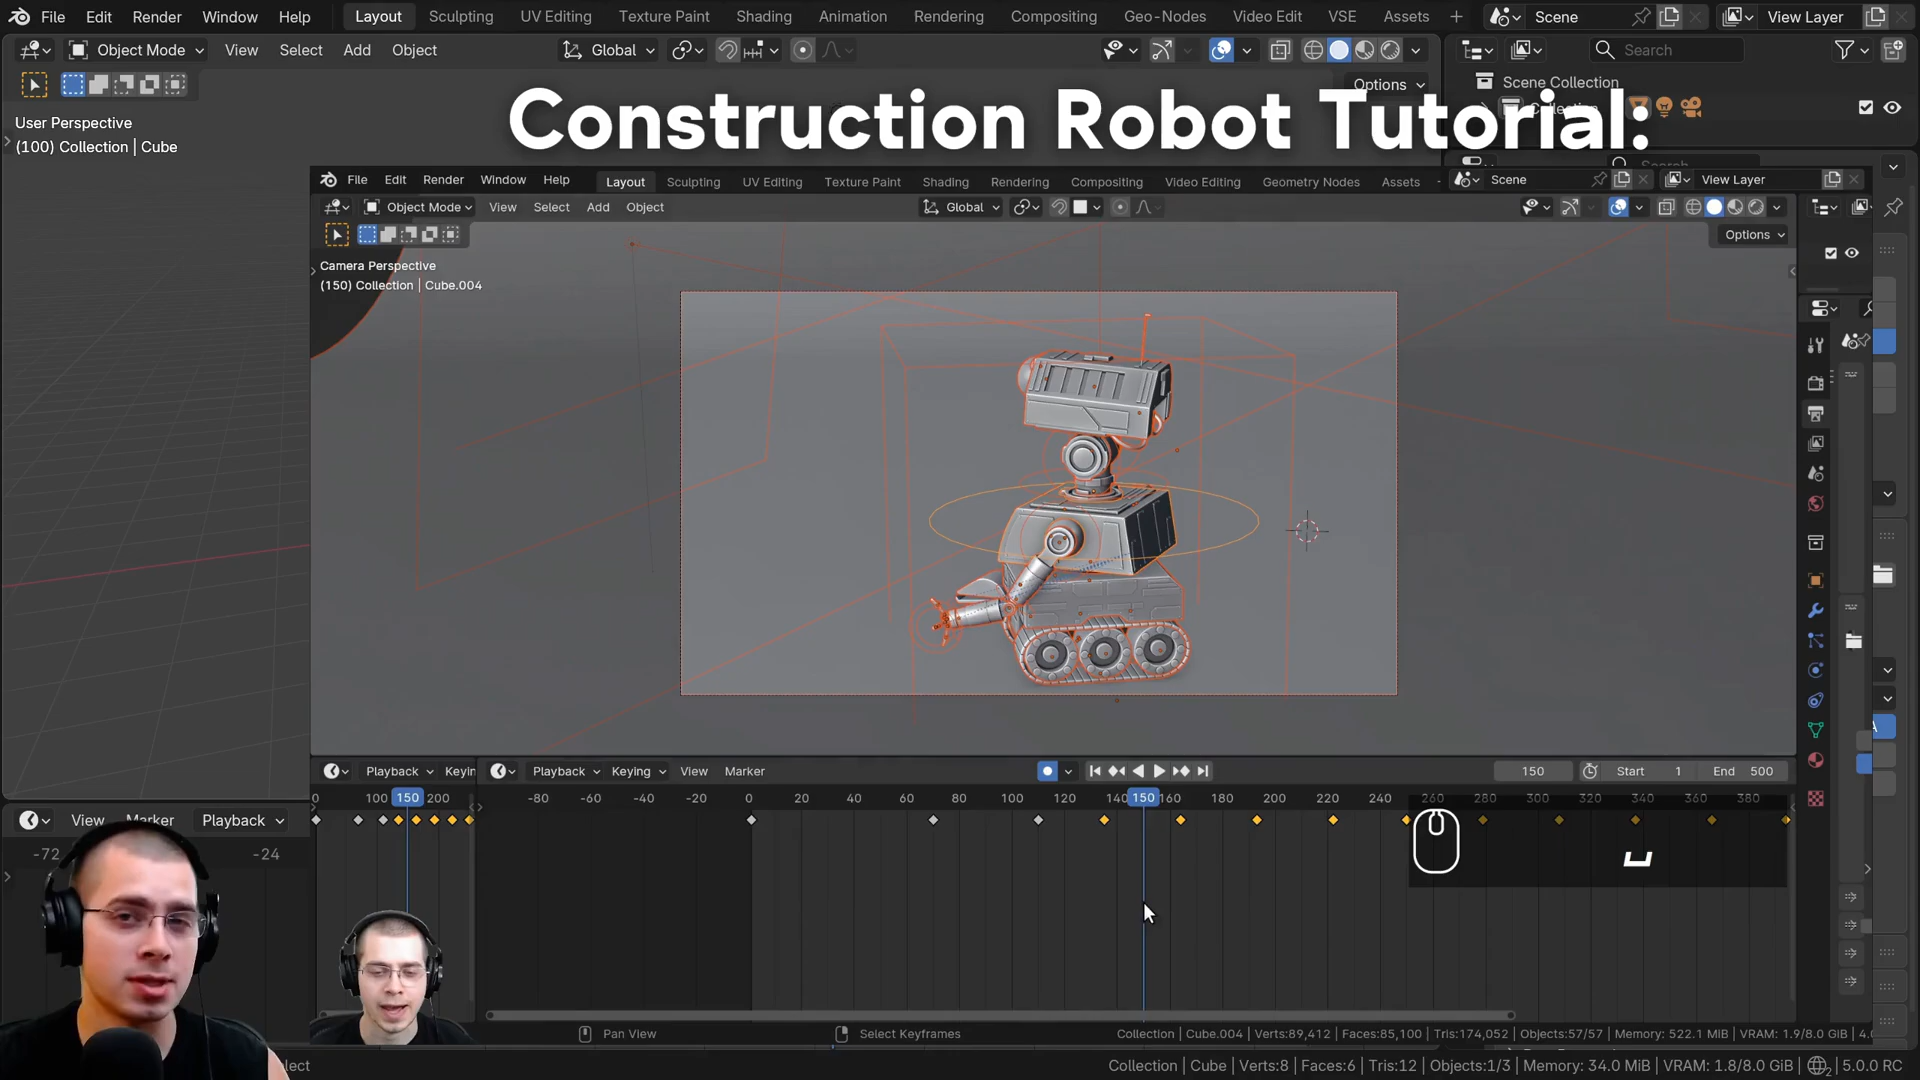 File Edit Render Window Help Layout Sculpting UV Editing Texture Paint Shading Animation Rendering Compositing Geo-Nodes Video Edit VSE Assets + Scene View Layer
Object Mode View Select Add Object Global Search
Options Scene Collection
User Perspective
(100) Collection | Cube
Construction Robot Tutorial:
File Edit Render Window Help Layout Sculpting UV Editing Texture Paint Shading Rendering Compositing Video Editing Geometry Nodes Assets Scene View Layer
Object Mode View Select Add Object Global
Options
Camera Perspective
(150) Collection | Cube.004
Playback Playback Keying View Marker 150 Start 1 End 500
0 100 150 200 -80 -60 -40 -20 0 20 40 60 80 100 120 140 150 160 180 200 220 240 260 280 300 320 340 360 380
View Marker Playback
-72 -24
Pan View Select Keyframes Collection | Cube.004 | Verts:89,412 | Faces:85,100 | Tris:174,052 | Objects:57/57 | Memory: 522.1 MiB | VRAM: 1.9/8.0 GiB
Collection | Cube | Verts:8 | Faces:6 | Tris:12 | Objects:1/3 | Memory: 34.0 MiB | VRAM: 1.8/8.0 GiB | 5.0.0 RC